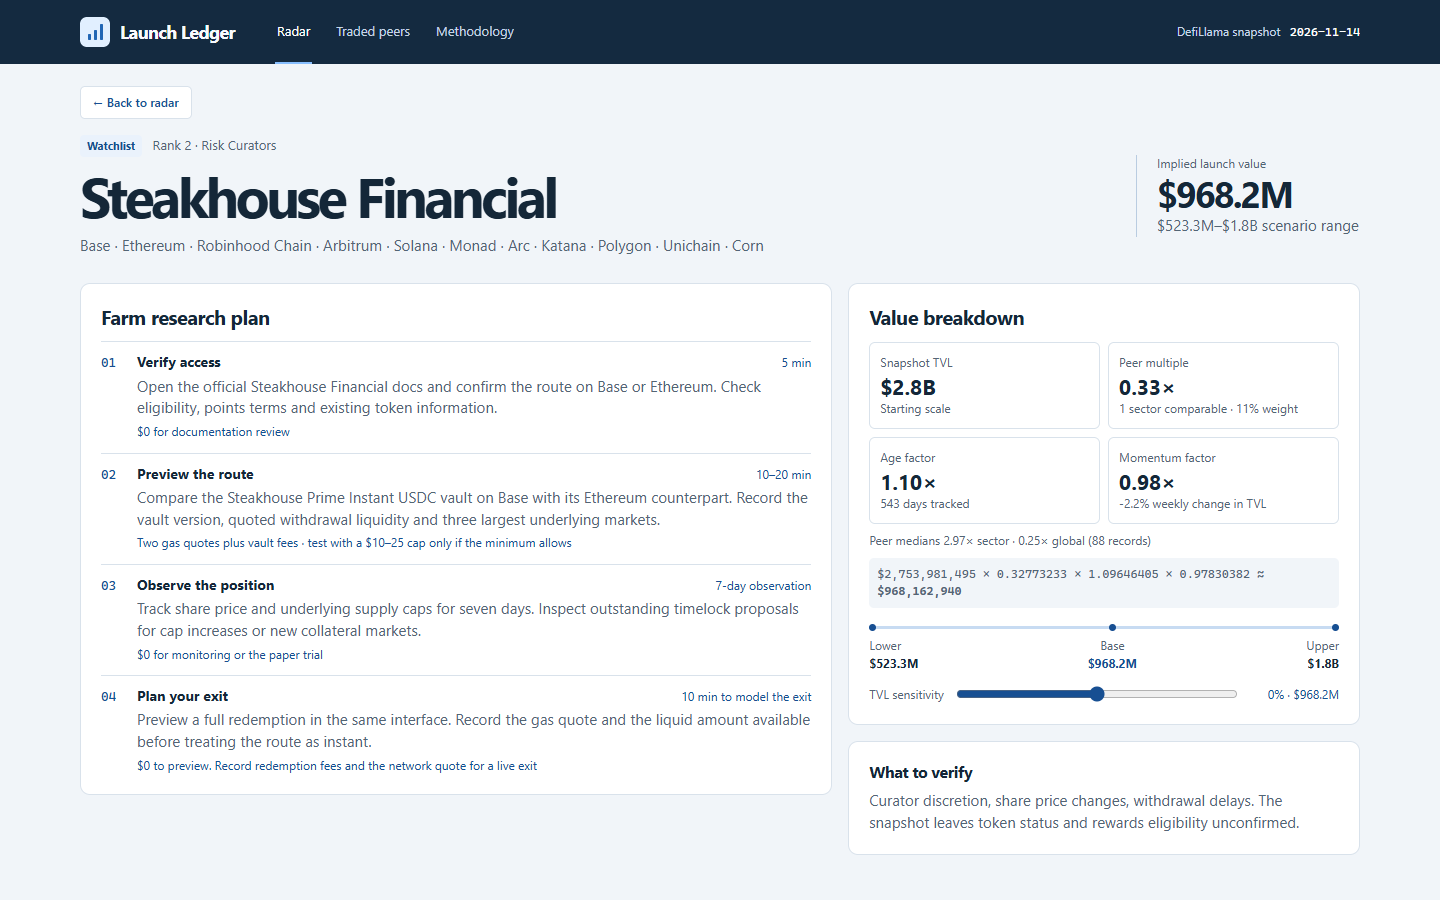 Launch Ledger
Radar
Traded peers
Methodology
DefiLlama snapshot 2026-11-14
← Back to radar
Watchlist
Rank 2 · Risk Curators
Steakhouse Financial
Base · Ethereum · Robinhood Chain · Arbitrum · Solana · Monad · Arc · Katana · Polygon · Unichain · Corn
Implied launch value
$968.2M
$523.3M–$1.8B scenario range
Farm research plan
01 Verify access 5 min
Open the official Steakhouse Financial docs and confirm the route on Base or Ethereum. Check
eligibility, points terms and existing token information.
$0 for documentation review
02 Preview the route 10–20 min
Compare the Steakhouse Prime Instant USDC vault on Base with its Ethereum counterpart. Record the
vault version, quoted withdrawal liquidity and three largest underlying markets.
Two gas quotes plus vault fees · test with a $10–25 cap only if the minimum allows
03 Observe the position 7-day observation
Track share price and underlying supply caps for seven days. Inspect outstanding timelock proposals
for cap increases or new collateral markets.
$0 for monitoring or the paper trial
04 Plan your exit 10 min to model the exit
Preview a full redemption in the same interface. Record the gas quote and the liquid amount available
before treating the route as instant.
$0 to preview. Record redemption fees and the network quote for a live exit
Value breakdown
Snapshot TVL
$2.8B
Starting scale
Peer multiple
0.33×
1 sector comparable · 11% weight
Age factor
1.10×
543 days tracked
Momentum factor
0.98×
-2.2% weekly change in TVL
Peer medians 2.97× sector · 0.25× global (88 records)
$2,753,981,495 × 0.32773233 × 1.09646405 × 0.97830382 ≈
$968,162,940
Lower Base Upper
$523.3M $968.2M $1.8B
TVL sensitivity 0% · $968.2M
What to verify
Curator discretion, share price changes, withdrawal delays. The
snapshot leaves token status and rewards eligibility unconfirmed.